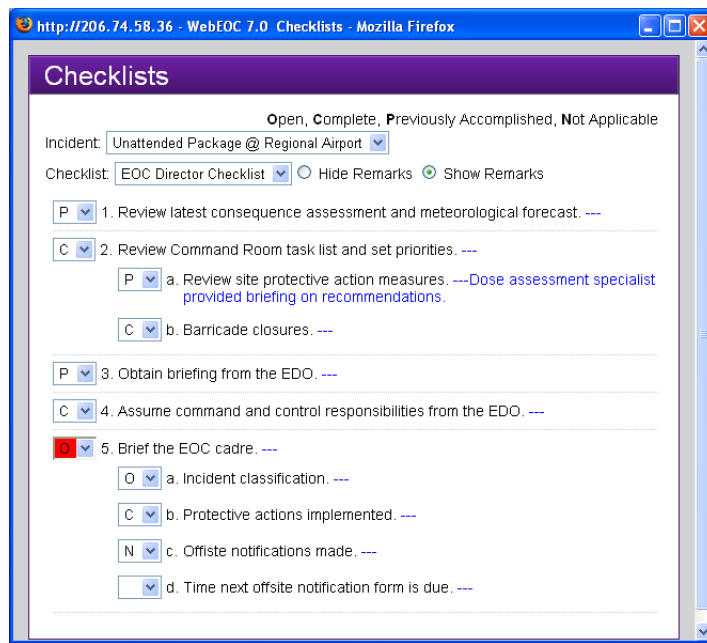 http://206.74.58.36 - WebEOC 7.0 Checklists - Mozilla Firefox
Checklists
Open, Complete, Previously Accomplished, Not Applicable
Incident: Unattended Package @ Regional Airport
Checklist: EOC Director Checklist Hide Remarks Show Remarks
P 1. Review latest consequence assessment and meteorological forecast. ---
C 2. Review Command Room task list and set priorities. ---
P a. Review site protective action measures. ---Dose assessment specialist
provided briefing on recommendations.
C b. Barricade closures. ---
P 3. Obtain briefing from the EDO. ---
C 4. Assume command and control responsibilities from the EDO. ---
O 5. Brief the EOC cadre. ---
O a. Incident classification. ---
C b. Protective actions implemented. ---
N c. Offiste notifications made. ---
d. Time next offsite notification form is due. ---